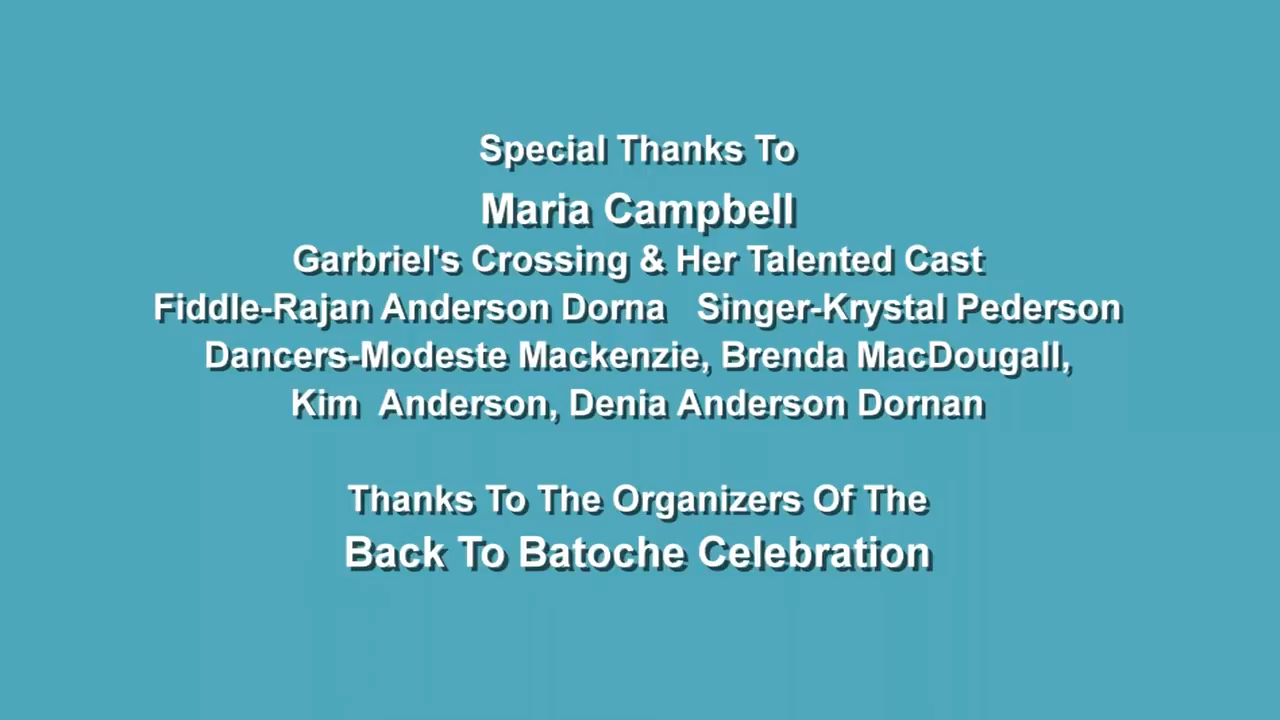 Special Thanks To
Maria Campbell
Garbriel's Crossing & Her Talented Cast
Fiddle-Rajan Anderson Dorna Singer-Krystal Pederson
Dancers-Modeste Mackenzie, Brenda MacDougall,
Kim Anderson, Denia Anderson Dornan
Thanks To The Organizers Of The
Back To Batoche Celebration